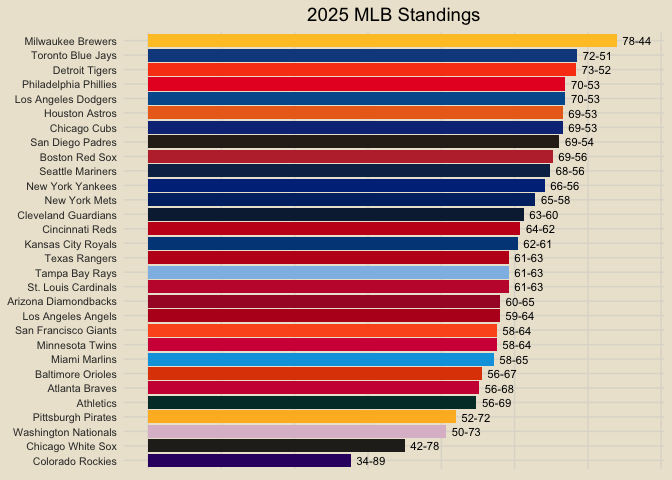 2025 MLB Standings
Milwaukee Brewers 78-44
Toronto Blue Jays 72-51
Detroit Tigers 73-52
Philadelphia Phillies 70-53
Los Angeles Dodgers 70-53
Houston Astros 69-53
Chicago Cubs 69-53
San Diego Padres 69-54
Boston Red Sox 69-56
Seattle Mariners 68-56
New York Yankees 66-56
New York Mets 65-58
Cleveland Guardians 63-60
Cincinnati Reds 64-62
Kansas City Royals 62-61
Texas Rangers 61-63
Tampa Bay Rays 61-63
St. Louis Cardinals 61-63
Arizona Diamondbacks 60-65
Los Angeles Angels 59-64
San Francisco Giants 58-64
Minnesota Twins 58-64
Miami Marlins 58-65
Baltimore Orioles 56-67
Atlanta Braves 56-68
Athletics 56-69
Pittsburgh Pirates 52-72
Washington Nationals 50-73
Chicago White Sox 42-78
Colorado Rockies 34-89